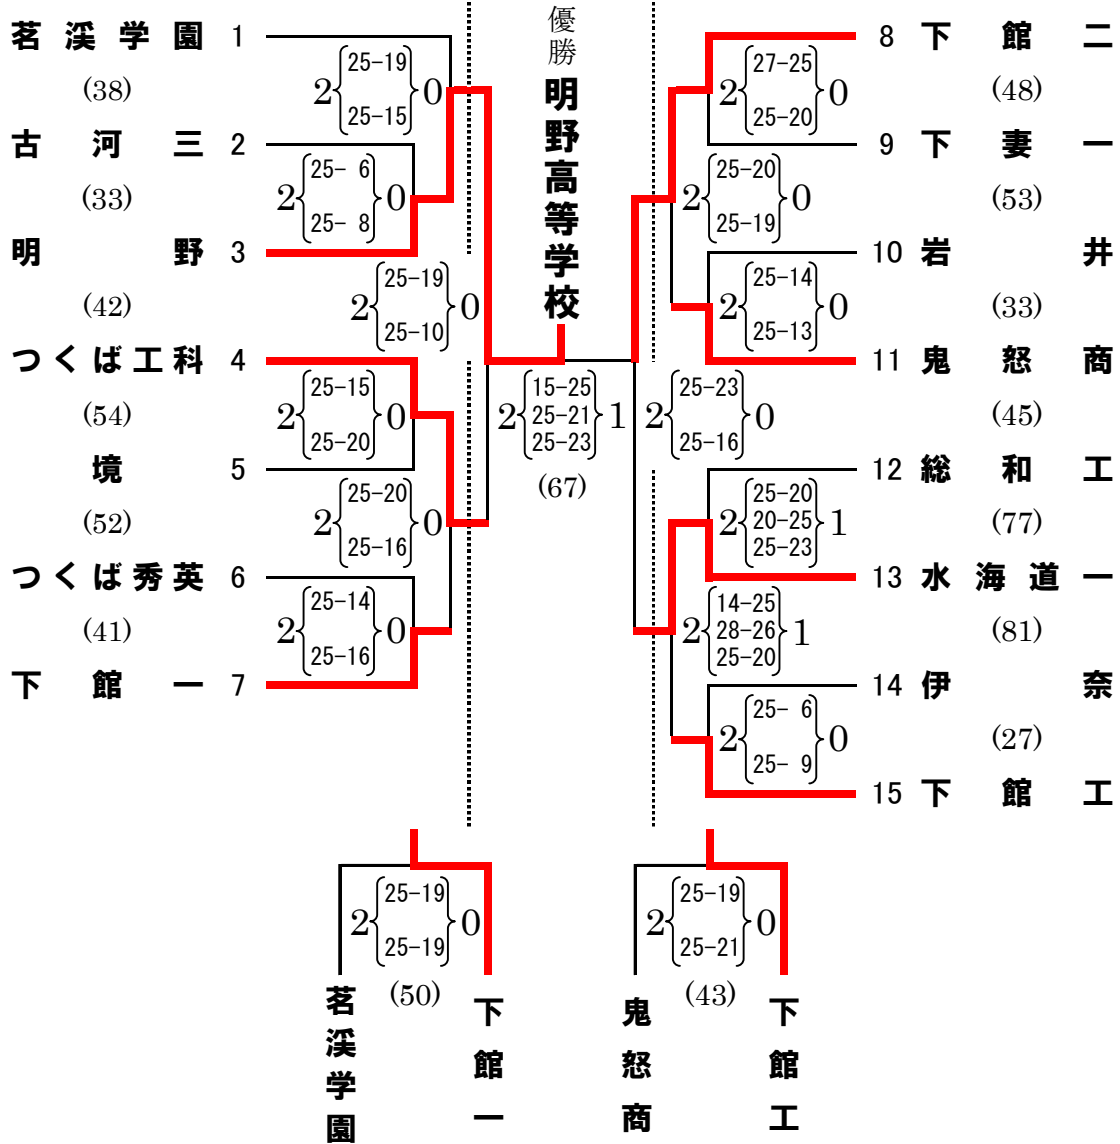 優勝
明野高等学校
茗渓学園 1
2 25-19 25-15 0
(38)
古河三 2
2 25- 6 25- 8 0
(33)
明野 3
2 25-19 25-10 0
(42)
つくば工科 4
2 25-15 25-20 0
(54)
境 5
2 25-20 25-16 0
(52)
つくば秀英 6
2 25-14 25-16 0
(41)
下館一 7
2 15-25 25-21 25-23 1
(67)
8 下館二
2 27-25 25-20 0
(48)
9 下妻一
2 25-20 25-19 0
(53)
10 岩井
2 25-14 25-13 0
(33)
11 鬼怒商
2 25-23 25-16 0
(45)
12 総和工
2 25-20 20-25 25-23 1
(77)
13 水海道一
2 14-25 28-26 25-20 1
(81)
14 伊奈
2 25- 6 25- 9 0
(27)
15 下館工
2 25-19 25-19 0
(50)
茗渓学園
下館一
2 25-19 25-21 0
(43)
鬼怒商
下館工